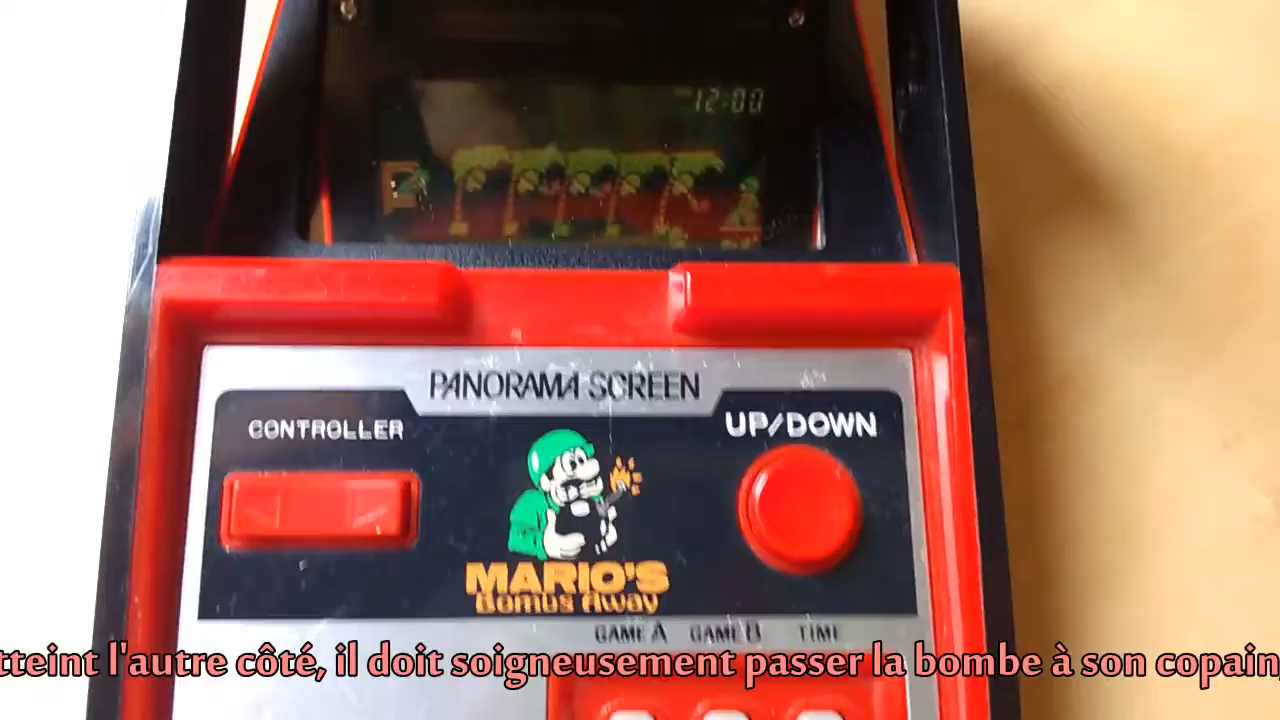 12:00
PANORAMA SCREEN
CONTROLLER
UP/DOWN
MARIO'S
Bombs Away
GAME A GAME B TIME
tteint l'autre côté, il doit soigneusement passer la bombe à son copain,